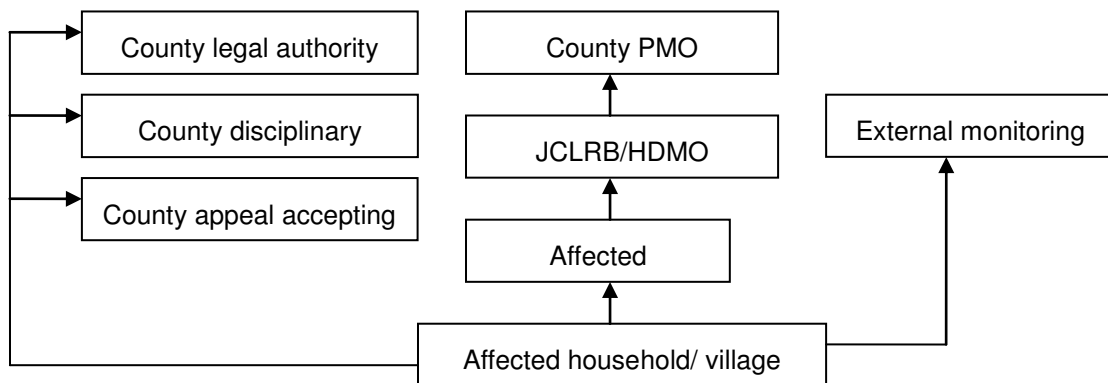 County legal authority
County PMO
County disciplinary
External monitoring
JCLRB/HDMO
County appeal accepting
Affected
Affected household/ village